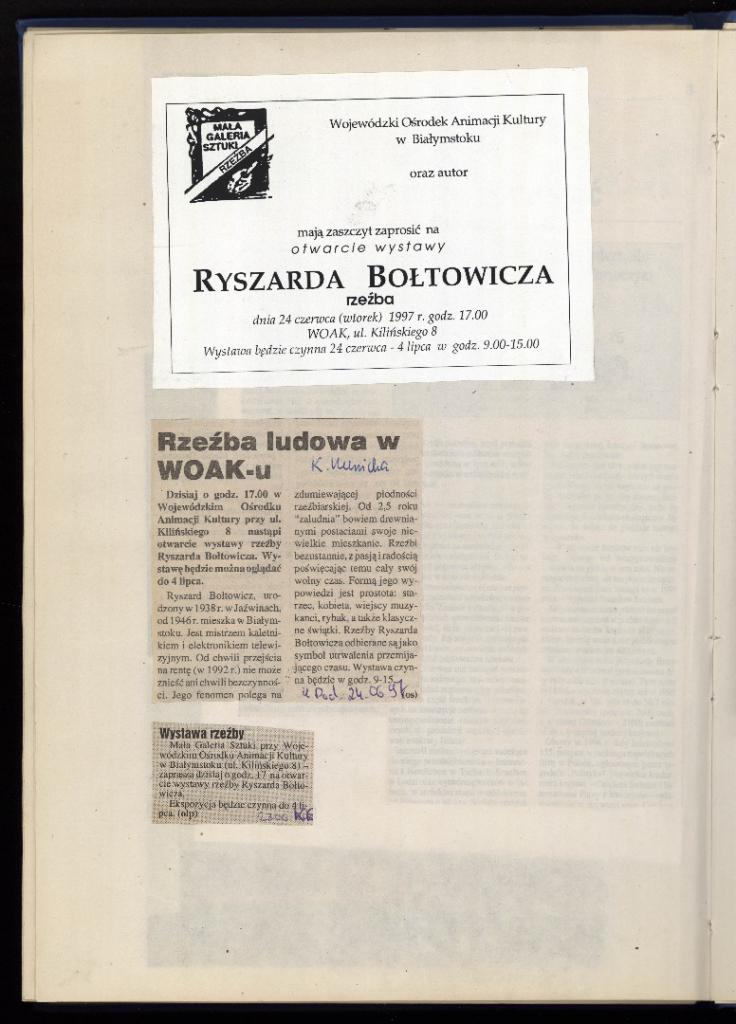 MAŁA
GALERIA
SZTUKI
RZEŹBA
Wojewódzki Ośrodek Animacji Kultury
w Białymstoku
oraz autor
mają zaszczyt zaprosić na
otwarcie wystawy
RYSZARDA BOŁTOWICZA
rzeźba
dnia 24 czerwca (wtorek) 1997 r. godz. 17.00
WOAK, ul. Kilińskiego 8
Wystawa będzie czynna 24 czerwca - 4 lipca w godz. 9.00-15.00
Rzeźba ludowa w
WOAK-u
K.
Dzisiaj o godz. 17.00 w
Wojewódzkim Ośrodku
Animacji Kultury przy ul.
Kilińskiego 8 nastąpi
otwarcie wystawy rzeźby
Ryszarda Bołtowicza. Wy-
stawę będzie można oglądać
do 4 lipca.
Ryszard Bołtowicz, uro-
dzony w 1938 r. w Jaźwinach,
od 1946 r. mieszka w Białym-
stoku. Jest mistrzem kaletni-
kiem i elektronikiem telewi-
zyjnym. Od chwili przejścia
na rentę (w 1992 r.) nie może
znieść ani chwili bezczynnoś-
ci. Jego fenomen polega na
zdumiewającej płodności
rzeźbiarskiej. Od 2,5 roku
"zaludnia" bowiem drewnia-
nymi postaciami swoje nie-
wielkie mieszkanie. Rzeźbi
bezustannie, z pasją i radością
poświęcając temu cały swój
wolny czas. Formą jego wy-
powiedzi jest prostota: sta-
rzec, kobieta, wiejscy muzy-
kanci, rybak, a także klasycz-
ne świątki. Rzeźby Ryszarda
Bołtowicza odbierane są jako
symbol utrwalenia przemija-
jącego czasu. Wystawa czyn-
na będzie w godz. 9-15.
(os)
K Pod. 24.06.97
Wystawa rzeźby
Mała Galeria Sztuki przy Woje-
wódzkim Ośrodku Animacji Kultury
w Białymstoku (ul. Kilińskiego 8) –
zaprasza dzisiaj o godz. 17 na otwar-
cie wystawy rzeźby Ryszarda Bołto-
wicza.
Ekspozycja będzie czynna do 4 li-
pca. (nlp)